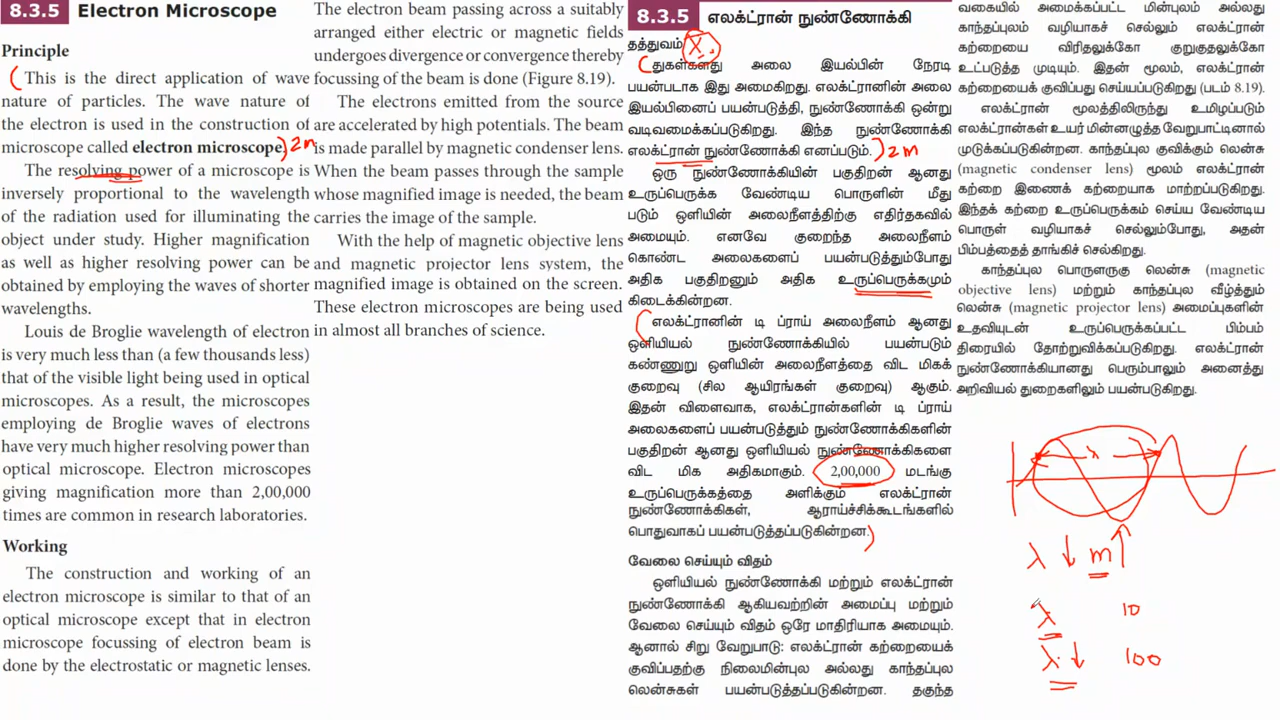 8.3.5 Electron Microscope
Principle
This is the direct application of wave
nature of particles. The wave nature of
the electron is used in the construction of
microscope called electron microscope. 2m
The resolving power of a microscope is
inversely proportional to the wavelength
of the radiation used for illuminating the
object under study. Higher magnification
as well as higher resolving power can be
obtained by employing the waves of shorter
wavelengths.
Louis de Broglie wavelength of electron
is very much less than (a few thousands less)
that of the visible light being used in optical
microscopes. As a result, the microscopes
employing de Broglie waves of electrons
have very much higher resolving power than
optical microscope. Electron microscopes
giving magnification more than 2,00,000
times are common in research laboratories.
Working
The construction and working of an
electron microscope is similar to that of an
optical microscope except that in electron
microscope focussing of electron beam is
done by the electrostatic or magnetic lenses.
The electron beam passing across a suitably
arranged either electric or magnetic fields
undergoes divergence or convergence thereby
focussing of the beam is done (Figure 8.19).
The electrons emitted from the source
are accelerated by high potentials. The beam
is made parallel by magnetic condenser lens.
When the beam passes through the sample
whose magnified image is needed, the beam
carries the image of the sample.
With the help of magnetic objective lens
and magnetic projector lens system, the
magnified image is obtained on the screen.
These electron microscopes are being used
in almost all branches of science.
8.3.5 எலக்ட்ரான் நுண்ணோக்கி
தத்துவம் X
துகள்களது அலை இயல்பின் நேரடி
பயன்படாக இது அமைகிறது. எலக்ட்ரானின் அலை
இயல்பினைப் பயன்படுத்தி, நுண்ணோக்கி ஒன்று
வடிவமைக்கப்படுகிறது. இந்த நுண்ணோக்கி
எலக்ட்ரான் நுண்ணோக்கி எனப்படும். 2m
ஒரு நுண்ணோக்கியின் பகுதிறன் ஆனது
உருப்பெருக்க வேண்டிய பொருளின் மீது
படும் ஒளியின் அலைநீளத்திற்கு எதிர்தகவில்
அமையும். எனவே குறைந்த அலைநீளம்
கொண்ட அலைகளைப் பயன்படுத்தும்போது
அதிக பகுதிறனும் அதிக உருப்பெருக்கமும்
கிடைக்கின்றன.
எலக்ட்ரானின் டி ப்ராய் அலைநீளம் ஆனது
ஒளியியல் நுண்ணோக்கியில் பயன்படும்
கண்ணுறு ஒளியின் அலைநீளத்தை விட மிகக்
குறைவு (சில ஆயிரங்கள் குறைவு) ஆகும்.
இதன் விளைவாக, எலக்ட்ரான்களின் டி ப்ராய்
அலைகளைப் பயன்படுத்தும் நுண்ணோக்கிகளின்
பகுதிறன் ஆனது ஒளியியல் நுண்ணோக்கிகளை
விட மிக அதிகமாகும். 2,00,000 மடங்கு
உருப்பெருக்கத்தை அளிக்கும் எலக்ட்ரான்
நுண்ணோக்கிகள், ஆராய்ச்சிக்கூடங்களில்
பொதுவாகப் பயன்படுத்தப்படுகின்றன.
வேலை செய்யும் விதம்
ஒளியியல் நுண்ணோக்கி மற்றும் எலக்ட்ரான்
நுண்ணோக்கி ஆகியவற்றின் அமைப்பு மற்றும்
வேலை செய்யும் விதம் ஒரே மாதிரியாக அமையும்.
ஆனால் சிறு வேறுபாடு: எலக்ட்ரான் கற்றையைக்
குவிப்பதற்கு நிலைமின்புல அல்லது காந்தப்புல
லென்சுகள் பயன்படுத்தப்படுகின்றன. தகுந்த
வகையில் அமைக்கப்பட்ட மின்புலம் அல்லது
காந்தப்புலம் வழியாகச் செல்லும் எலக்ட்ரான்
கற்றையை விரிதலுக்கோ குறுகுதலுக்கோ
உட்படுத்த முடியும். இதன் மூலம், எலக்ட்ரான்
கற்றையைக் குவிப்பது செய்யப்படுகிறது (படம் 8.19).
எலக்ட்ரான் மூலத்திலிருந்து உமிழப்படும்
எலக்ட்ரான்கள் உயர் மின்னழுத்த வேறுபாட்டினால்
முடுக்கப்படுகின்றன. காந்தப்புல குவிக்கும் லென்சு
(magnetic condenser lens) மூலம் எலக்ட்ரான்
கற்றை இணைக் கற்றையாக மாற்றப்படுகிறது.
இந்தக் கற்றை உருப்பெருக்கம் செய்ய வேண்டிய
பொருள் வழியாகச் செல்லும்போது, அதன்
பிம்பத்தைத் தாங்கிச் செல்கிறது.
காந்தப்புல பொருளருகு லென்சு (magnetic
objective lens) மற்றும் காந்தப்புல வீழ்த்தும்
லென்சு (magnetic projector lens) அமைப்புகளின்
உதவியுடன் உருப்பெருக்கப்பட்ட பிம்பம்
திரையில் தோற்றுவிக்கப்படுகிறது. எலக்ட்ரான்
நுண்ணோக்கியானது பெரும்பாலும் அனைத்து
அறிவியல் துறைகளிலும் பயன்படுகிறது.
λ
λ ↓ m ↑
λ 10
λ ↓ 100